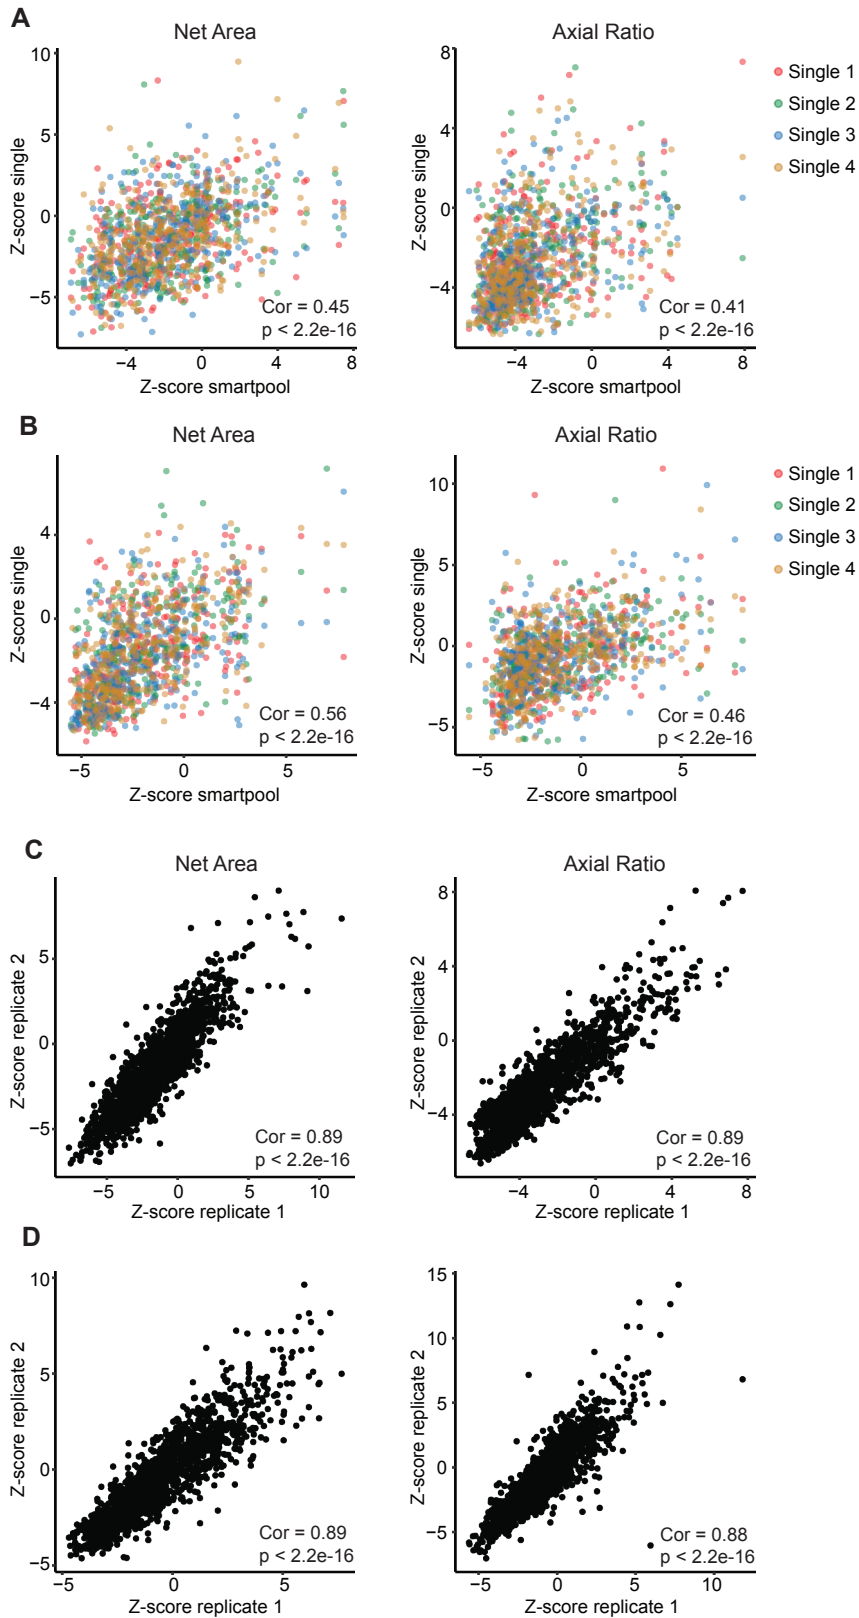 A
Net Area
Axial Ratio
10
5
0
−5
Z-score single
−4
0
4
8
Z-score smartpool
Cor = 0.45
p < 2.2e-16
8
4
0
−4
Z-score single
−4
0
4
8
Z-score smartpool
Cor = 0.41
p < 2.2e-16
Single 1
Single 2
Single 3
Single 4
B
Net Area
Axial Ratio
4
0
−4
Z-score single
−5
0
5
Z-score smartpool
Cor = 0.56
p < 2.2e-16
10
5
0
−5
Z-score single
−5
0
5
Z-score smartpool
Cor = 0.46
p < 2.2e-16
Single 1
Single 2
Single 3
Single 4
C
Net Area
Axial Ratio
5
0
−5
Z-score replicate 2
−5
0
5
10
Z-score replicate 1
Cor = 0.89
p < 2.2e-16
8
4
0
−4
Z-score replicate 2
−4
0
4
8
Z-score replicate 1
Cor = 0.89
p < 2.2e-16
D
10
5
0
−5
Z-score replicate 2
−5
0
5
Z-score replicate 1
Cor = 0.89
p < 2.2e-16
15
10
5
0
−5
Z-score replicate 2
−5
0
5
10
Z-score replicate 1
Cor = 0.88
p < 2.2e-16